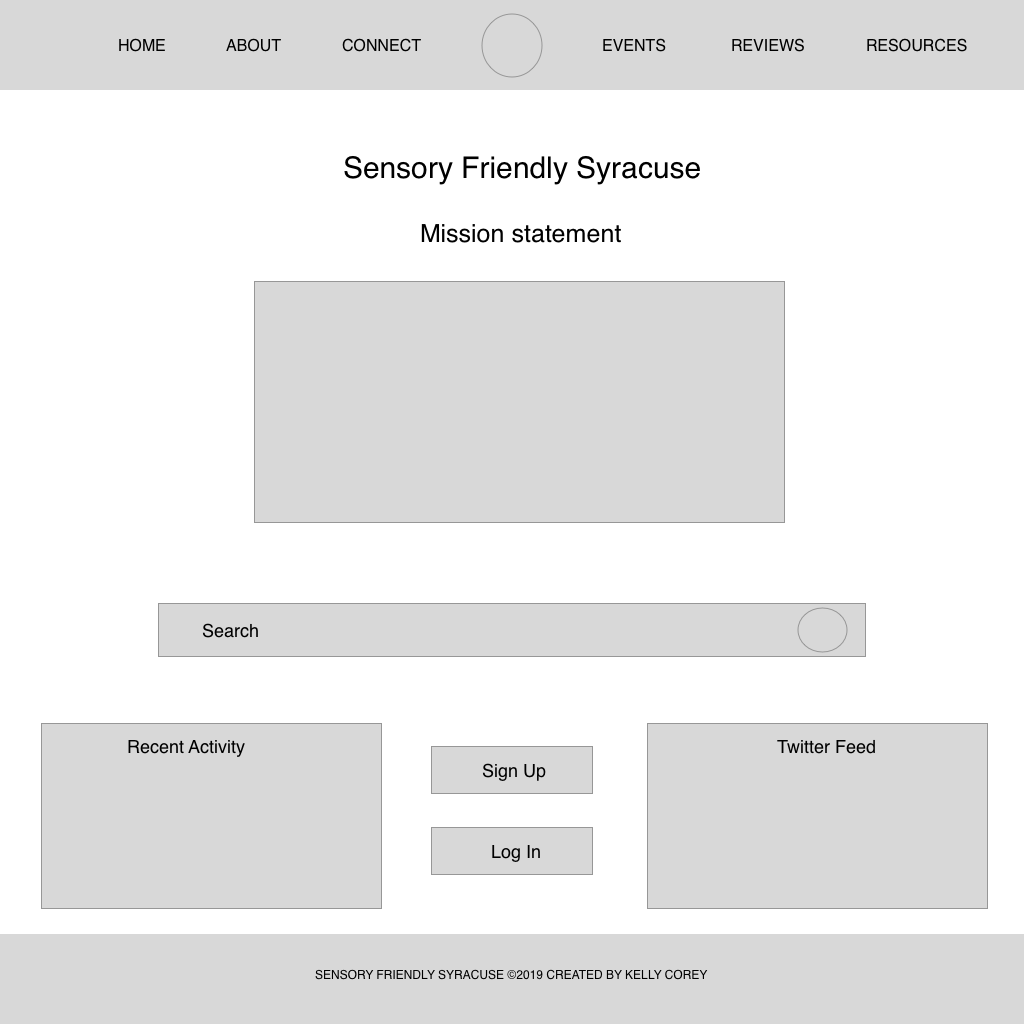 HOME ABOUT CONNECT EVENTS REVIEWS RESOURCES
Sensory Friendly Syracuse
Mission statement
Search
Recent Activity
Sign Up
Log In
Twitter Feed
SENSORY FRIENDLY SYRACUSE ©2019 CREATED BY KELLY COREY